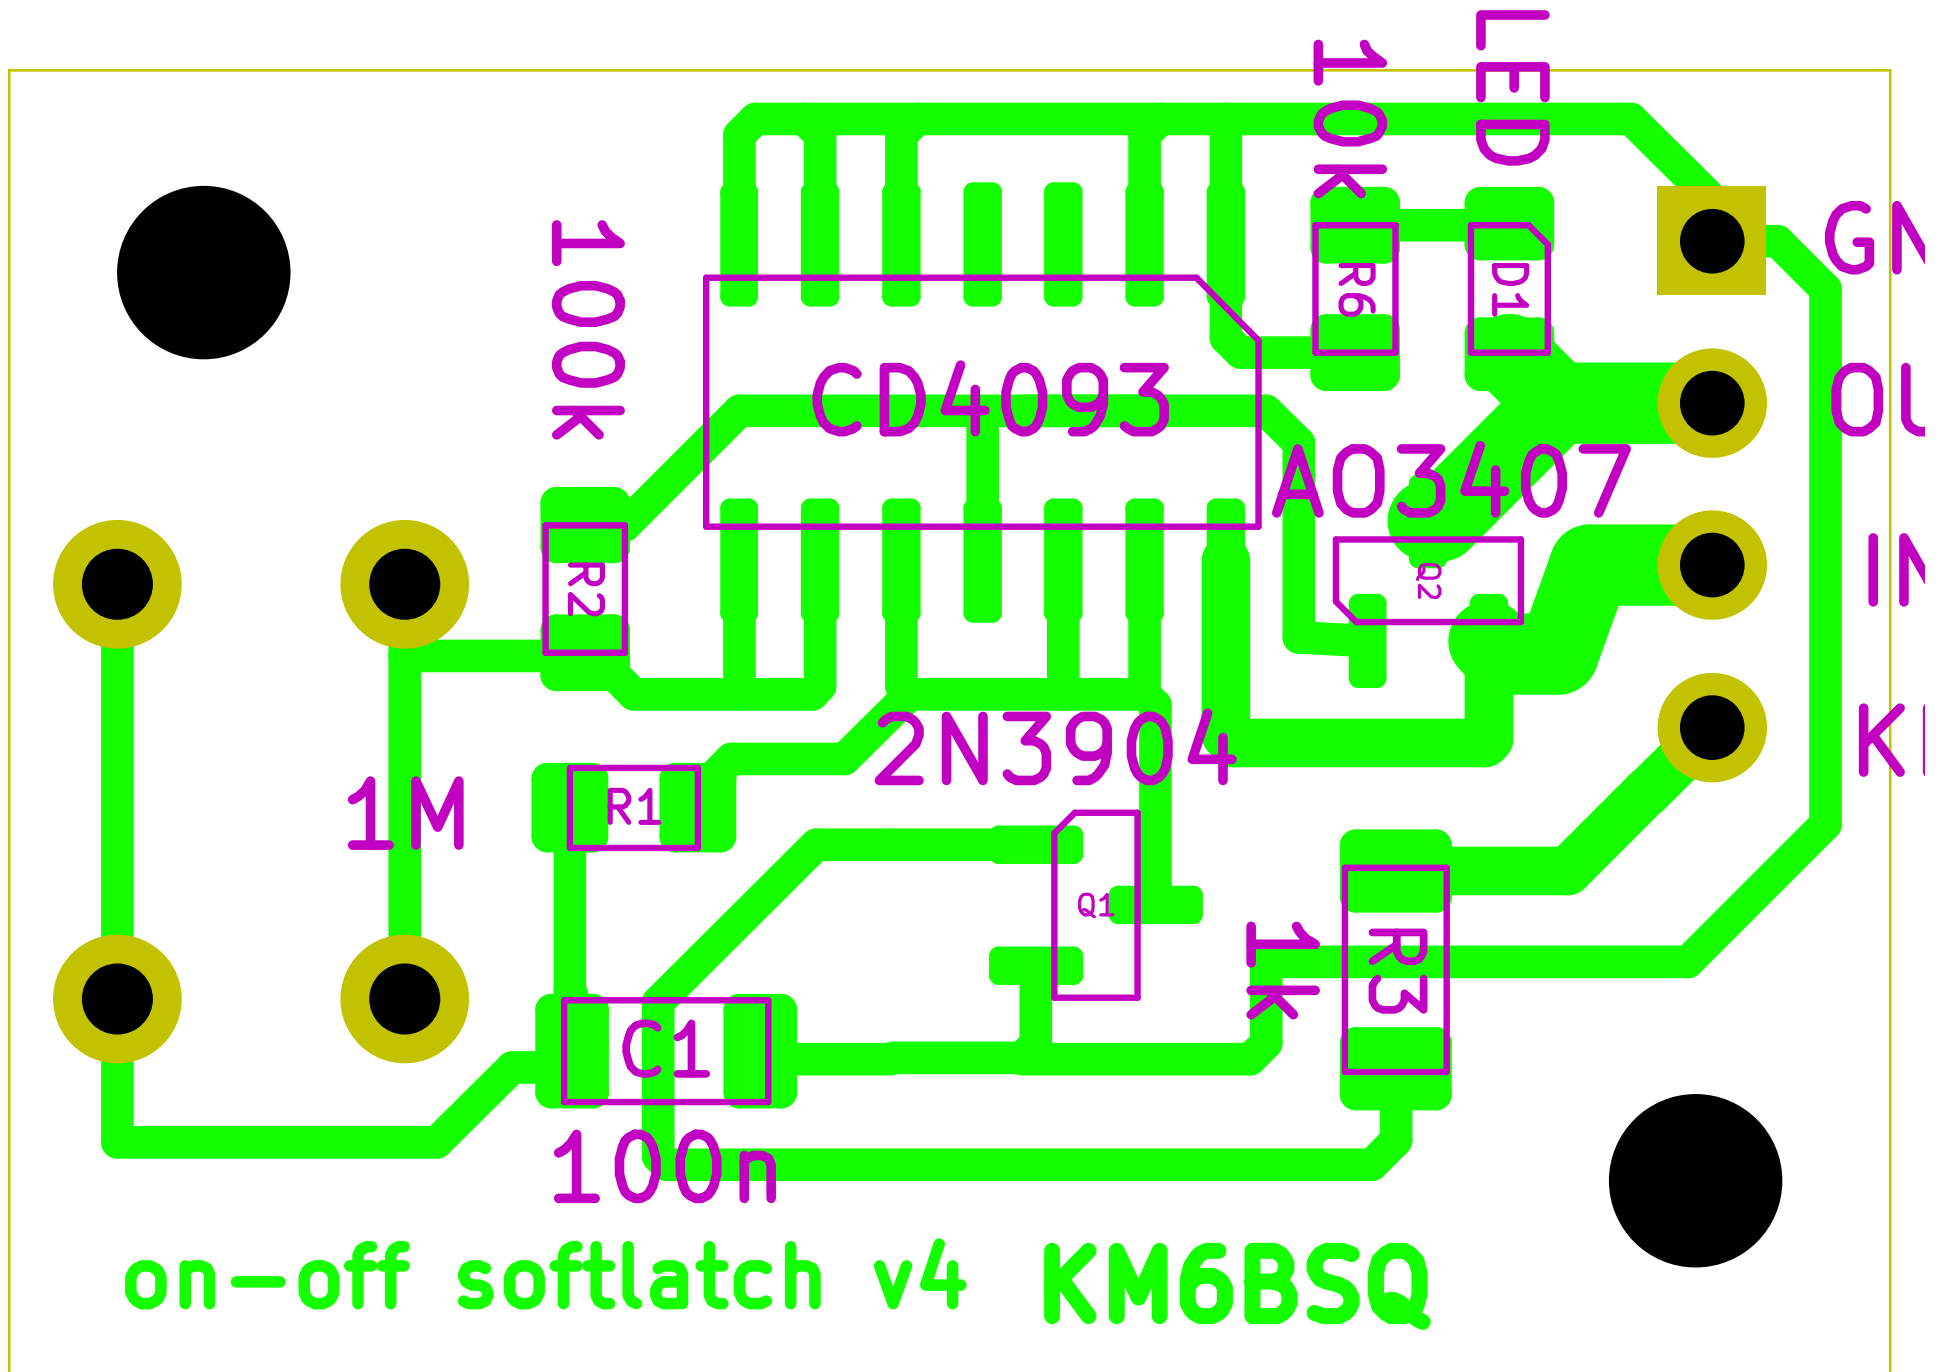 LED
10k
GN
100k
R6
D1
CD4093
OU
AO3407
R2
Q2
IN
2N3904
1M
R1
KI
Q1
1k
R3
C1
100n
on-off softlatch v4 KM6BSQ